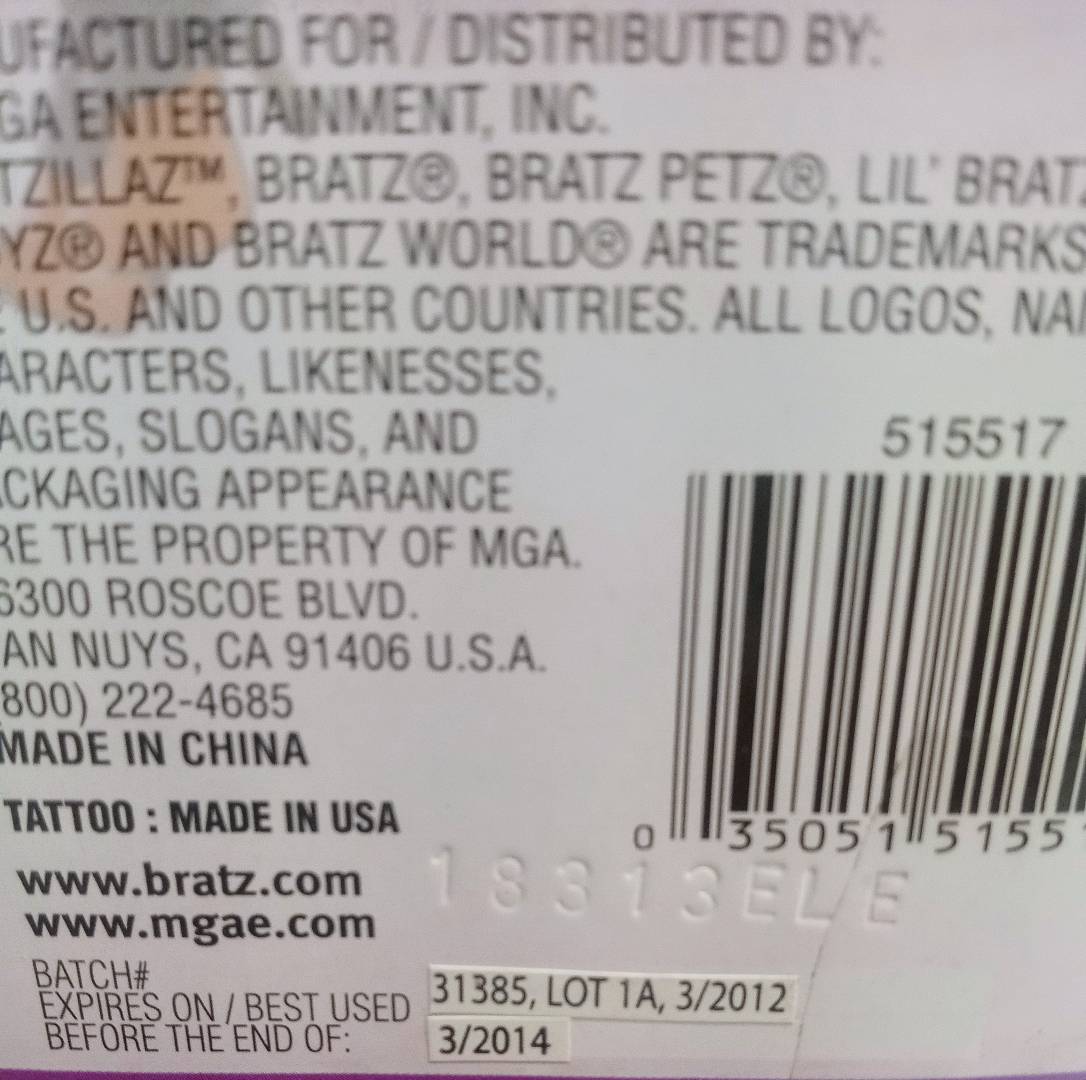 UFACTURED FOR / DISTRIBUTED BY:
GA ENTERTAINMENT, INC.
TZILLAZ™, BRATZ®, BRATZ PETZ®, LIL' BRATZ
YZ® AND BRATZ WORLD® ARE TRADEMARKS
U.S. AND OTHER COUNTRIES. ALL LOGOS, NA
ARACTERS, LIKENESSES,
AGES, SLOGANS, AND
CKAGING APPEARANCE
RE THE PROPERTY OF MGA.
6300 ROSCOE BLVD.
AN NUYS, CA 91406 U.S.A.
800) 222-4685
MADE IN CHINA
TATTOO : MADE IN USA
www.bratz.com
www.mgae.com
515517
0 35051 5155
18313ELE
BATCH#
31385, LOT 1A, 3/2012
EXPIRES ON / BEST USED
BEFORE THE END OF:
3/2014